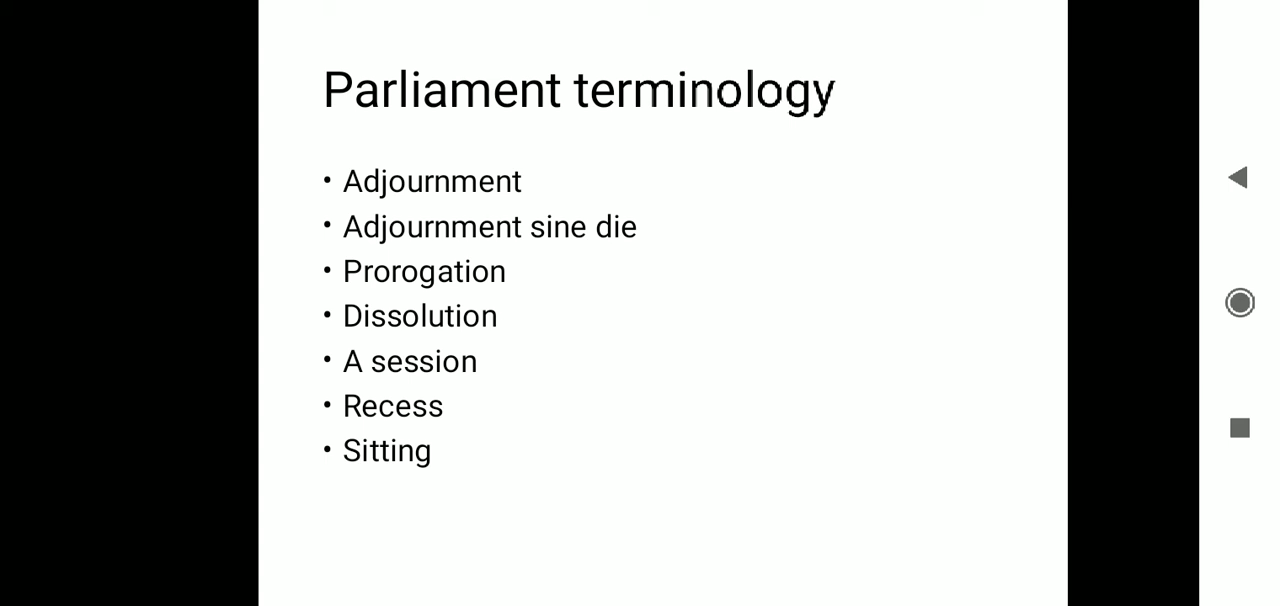 Parliament terminology
• Adjournment
• Adjournment sine die
• Prorogation
• Dissolution
• A session
• Recess
• Sitting